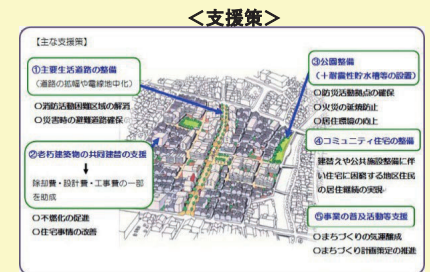 ＜支援策＞
【主な支援策】
①主要生活道路の整備
（道路の拡幅や電線地中化）
○消防活動困難区域の解消
○災害時の避難道路確保
②老朽建築物の共同建替の支援
除却費・設計費・工事費の一部
を助成
○不燃化の促進
○住宅事情の改善
③公園整備
（＋耐震性貯水槽等の設置）
○防災活動拠点の確保
○火災の延焼防止
○居住環境の向上
④コミュニティ住宅の整備
建替えや公共施設整備に伴
い住宅に困窮する地区住民
の居住継続の実現
⑤事業の普及活動等支援
○まちづくりの気運醸成
○まちづくり計画策定の推進